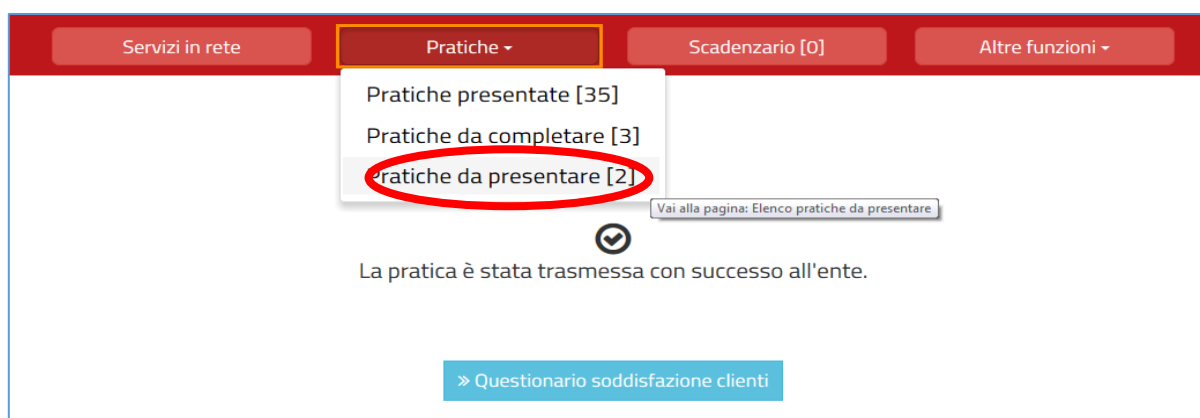 Servizi in rete
Pratiche
Scadenzario [0]
Altre funzioni
Pratiche presentate [35]
Pratiche da completare [3]
Pratiche da presentare [2]
Vai alla pagina: Elenco pratiche da presentare
La pratica è stata trasmessa con successo all'ente.
» Questionario soddisfazione clienti